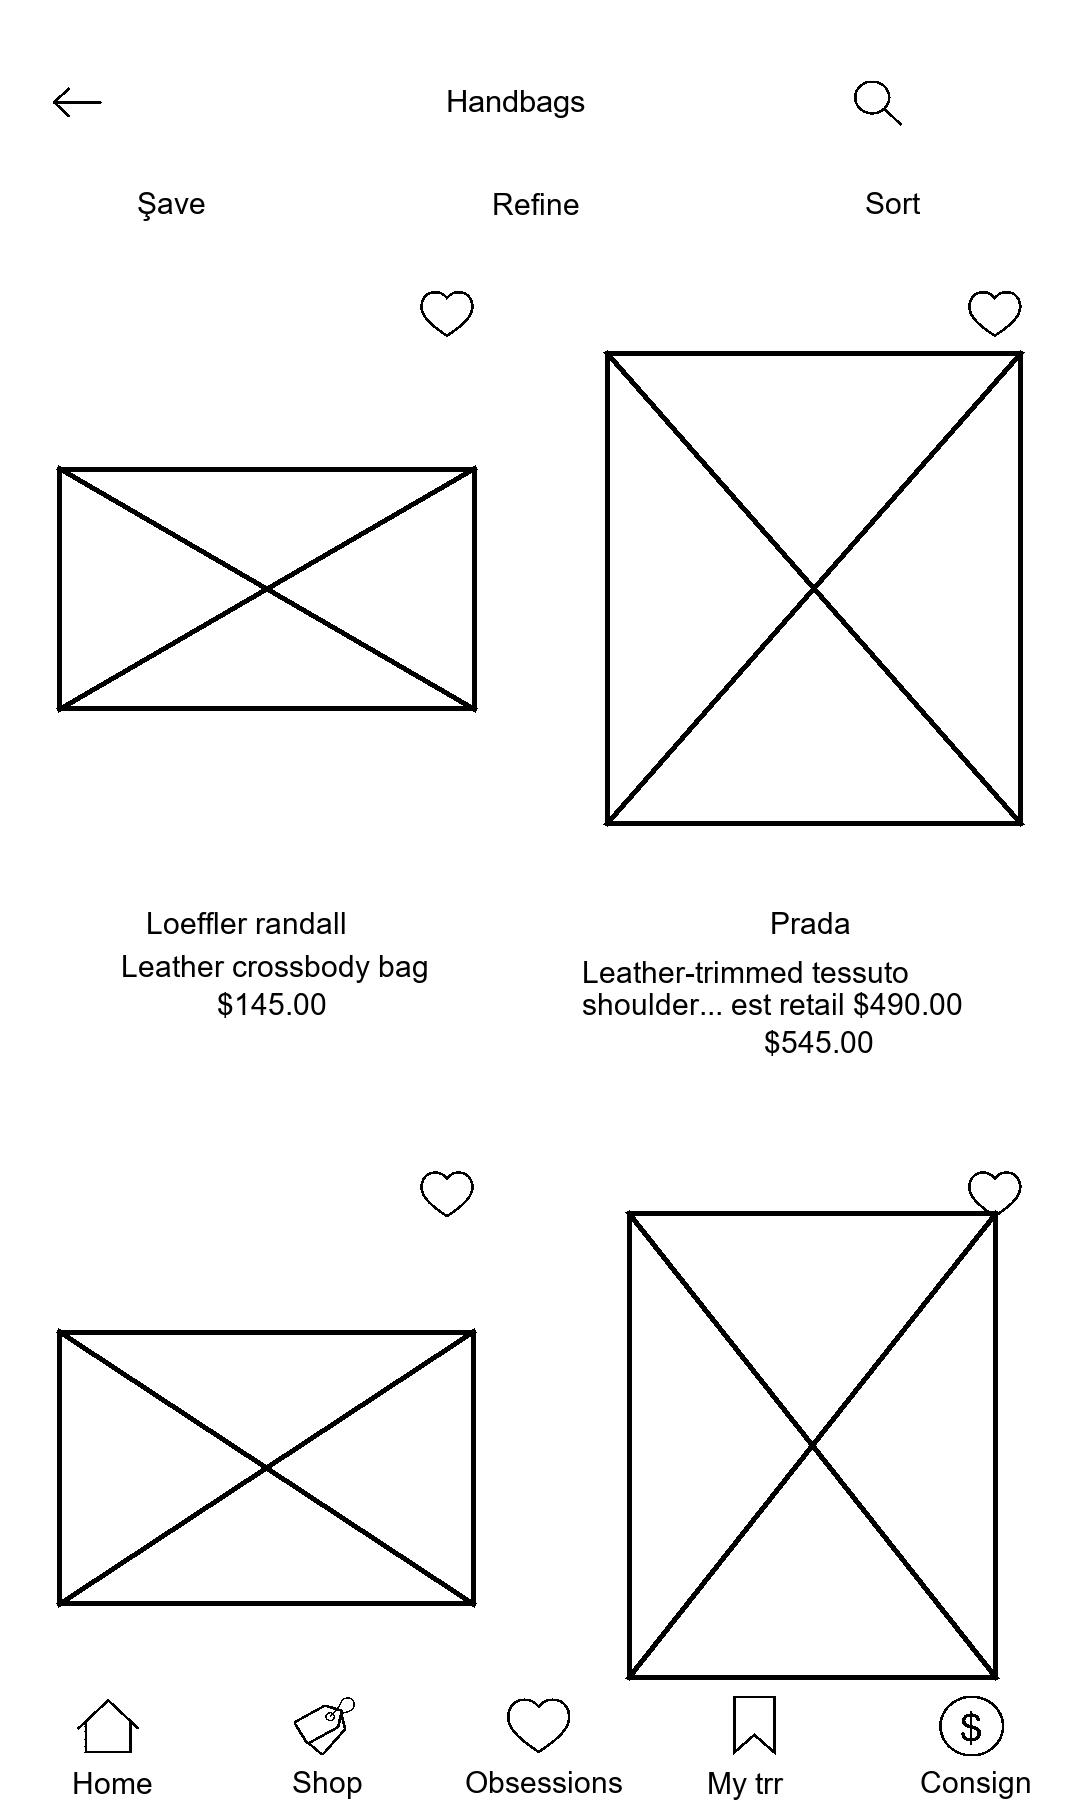 Handbags
Şave
Refine
Sort
Loeffler randall
Leather crossbody bag
$145.00
Prada
Leather-trimmed tessuto
shoulder... est retail $490.00
$545.00
$
Home
Shop
Obsessions
My trr
Consign